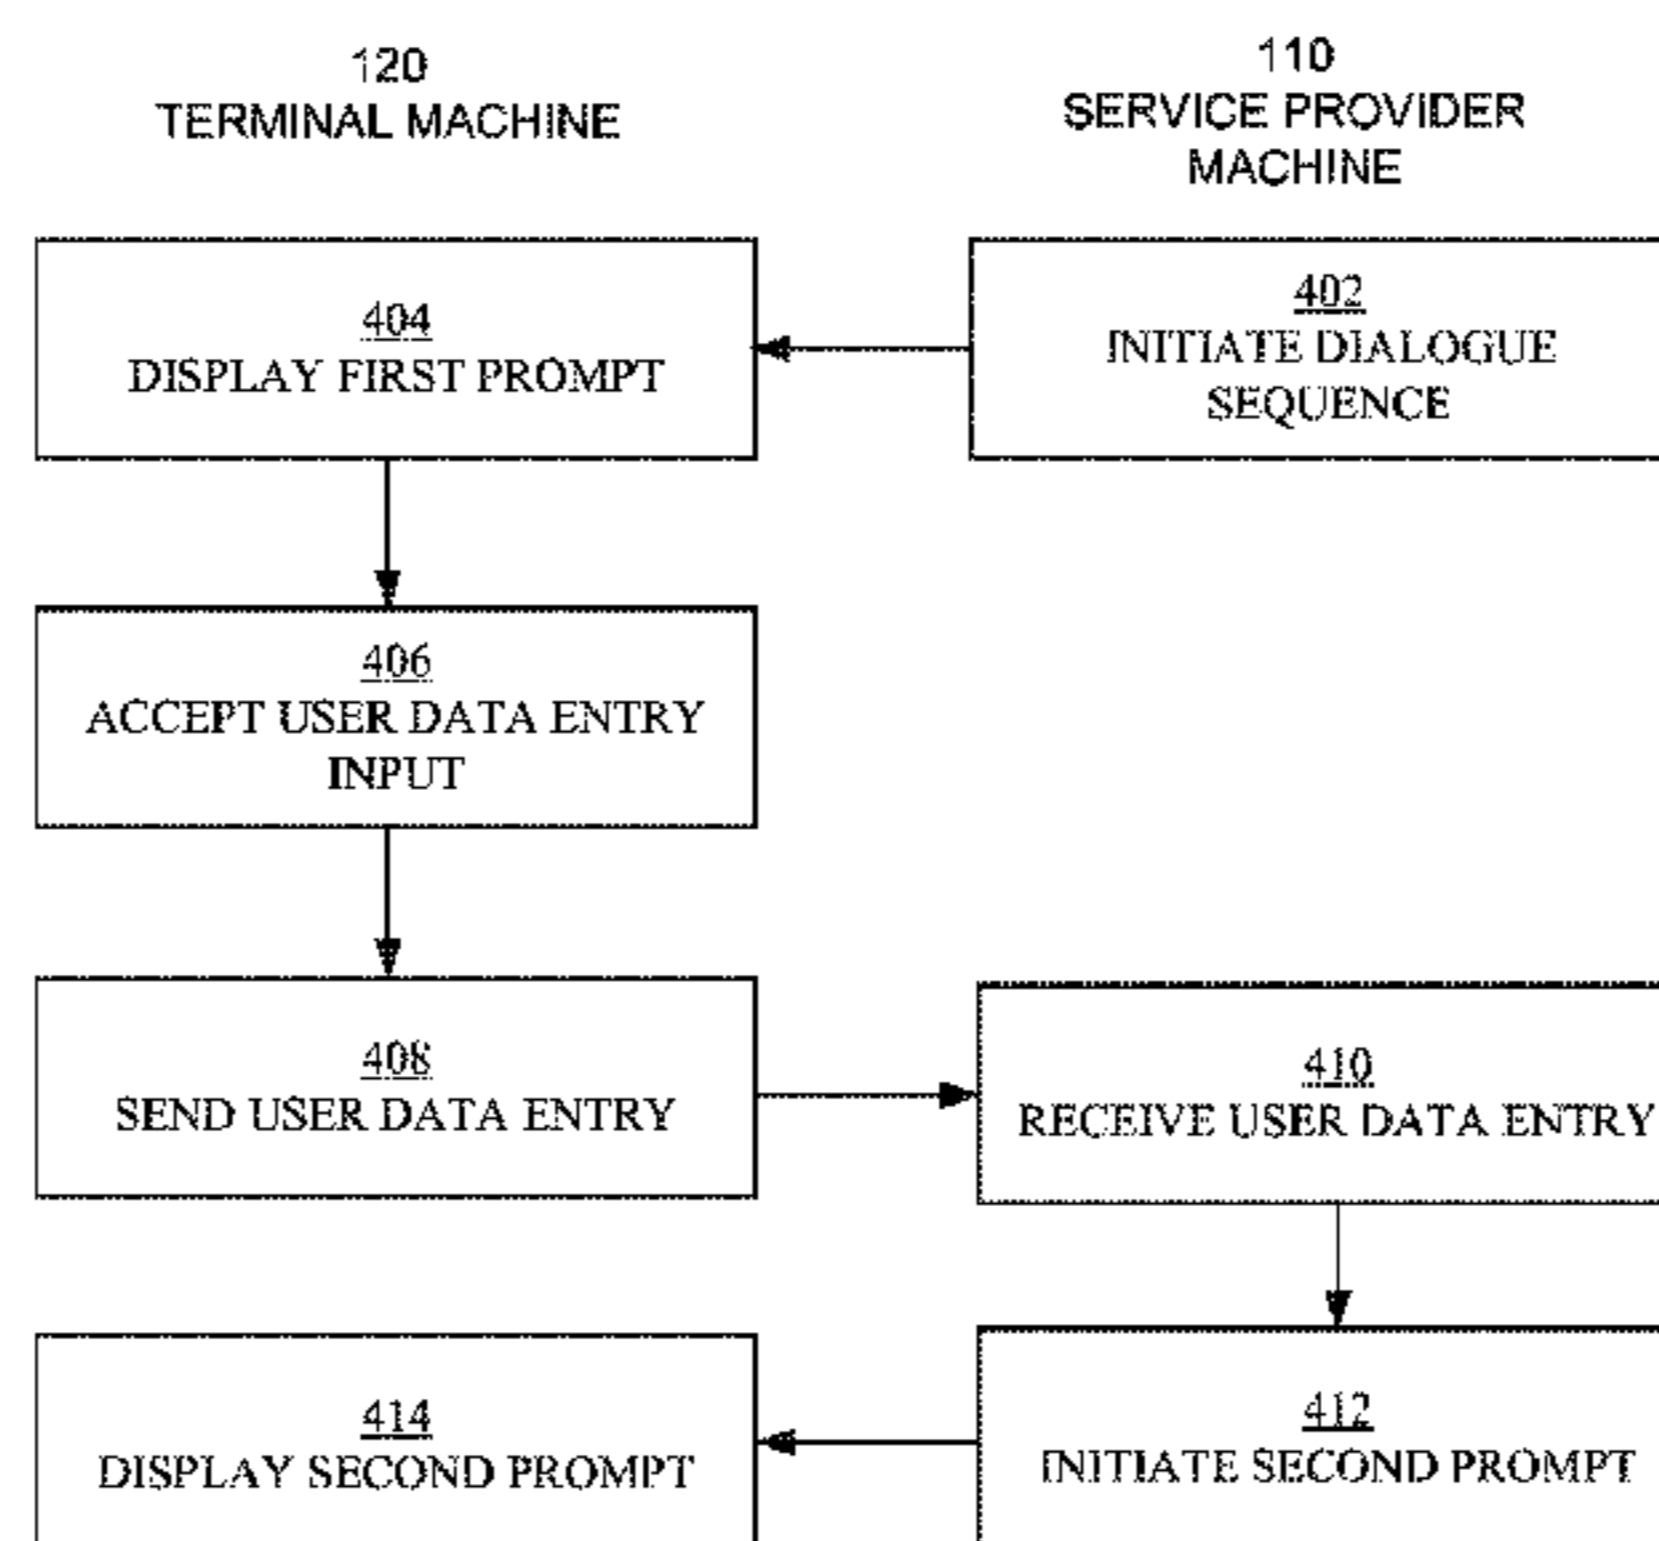 120
TERMINAL MACHINE
110
SERVICE PROVIDER
MACHINE
404
DISPLAY FIRST PROMPT
402
INITIATE DIALOGUE
SEQUENCE
406
ACCEPT USER DATA ENTRY
INPUT
408
SEND USER DATA ENTRY
410
RECEIVE USER DATA ENTRY
414
DISPLAY SECOND PROMPT
412
INITIATE SECOND PROMPT